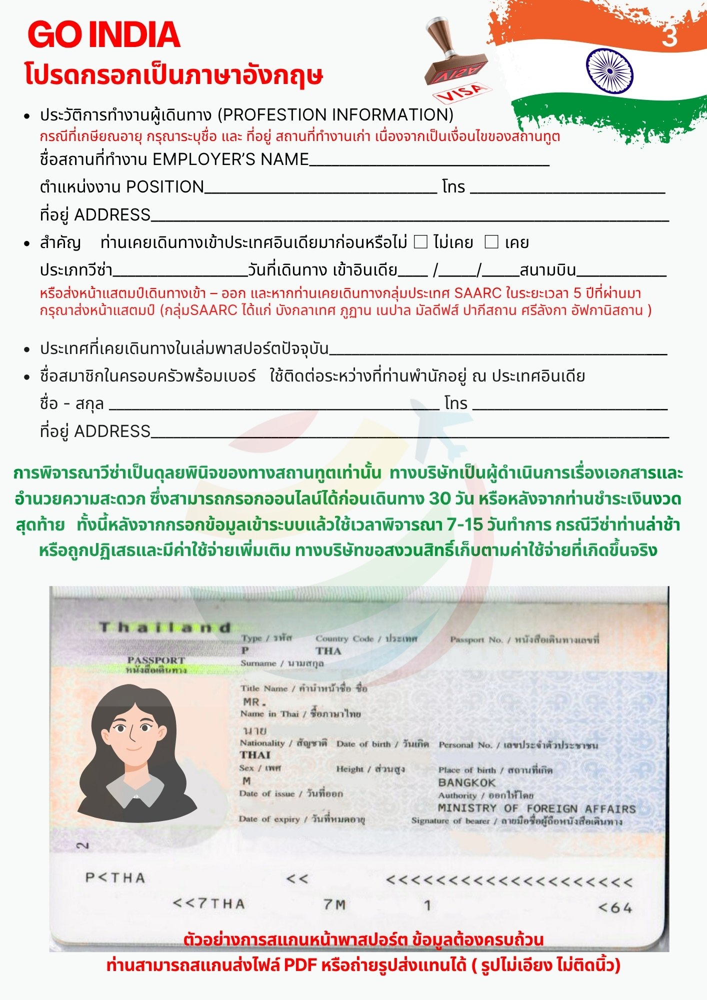 GO INDIA
3
โปรดกรอกเป็นภาษาอังกฤษ
VISA
VISA
• ประวัติการทำงานผู้เดินทาง (PROFESTION INFORMATION)
กรณีที่เกษียณอายุ กรุณาระบุชื่อ และ ที่อยู่ สถานที่ทำงานเก่า เนื่องจากเป็นเงื่อนไขของสถานทูต
ชื่อสถานที่ทำงาน EMPLOYER’S NAME________________________________
ตำแหน่งงาน POSITION_______________________________ โทร __________________________
ที่อยู่ ADDRESS_____________________________________________________________________
• สำคัญ ท่านเคยเดินทางเข้าประเทศอินเดียมาก่อนหรือไม่ □ ไม่เคย □ เคย
ประเภทวีซ่า__________________วันที่เดินทาง เข้าอินเดีย____ /_____/_____สนามบิน____________
หรือส่งหน้าแสตมป์เดินทางเข้า – ออก และหากท่านเคยเดินทางกลุ่มประเทศ SAARC ในระยะเวลา 5 ปีที่ผ่านมา
กรุณาส่งหน้าแสตมป์ (กลุ่มSAARC ได้แก่ บังกลาเทศ ภูฏาน เนปาล มัลดีฟส์ ปากีสถาน ศรีลังกา อัฟกานิสถาน )
• ประเทศที่เคยเดินทางในเล่มพาสปอร์ตปัจจุบัน_____________________________________________
• ชื่อสมาชิกในครอบครัวพร้อมเบอร์ ใช้ติดต่อระหว่างที่ท่านพำนักอยู่ ณ ประเทศอินเดีย
ชื่อ - สกุล ____________________________________________ โทร __________________________
ที่อยู่ ADDRESS_____________________________________________________________________
การพิจารณาวีซ่าเป็นดุลยพินิจของทางสถานทูตเท่านั้น ทางบริษัทเป็นผู้ดำเนินการเรื่องเอกสารและ
อำนวยความสะดวก ซึ่งสามารถกรอกออนไลน์ได้ก่อนเดินทาง 30 วัน หรือหลังจากท่านชำระเงินงวด
สุดท้าย ทั้งนี้หลังจากกรอกข้อมูลเข้าระบบแล้วใช้เวลาพิจารณา 7-15 วันทำการ กรณีวีซ่าท่านล่าช้า
หรือถูกปฏิเสธและมีค่าใช้จ่ายเพิ่มเติม ทางบริษัทขอสงวนสิทธิ์เก็บตามค่าใช้จ่ายที่เกิดขึ้นจริง
Thailand
Type / รหัส Country Code / ประเทศ Passport No. / หนังสือเดินทางเลขที่
P THA
PASSPORT
หนังสือเดินทาง
Surname / นามสกุล
Title Name / คำนำหน้าชื่อ ชื่อ
MR.
Name in Thai / ชื่อภาษาไทย
นาย
Nationality / สัญชาติ Date of birth / วันเกิด Personal No. / เลขประจำตัวประชาชน
THAI
Sex / เพศ Height / ส่วนสูง Place of birth / สถานที่เกิด
M BANGKOK
Date of issue / วันที่ออก Authority / ออกให้โดย
MINISTRY OF FOREIGN AFFAIRS
Date of expiry / วันที่หมดอายุ Signature of bearer / ลายมือชื่อผู้ถือหนังสือเดินทาง
2
P<THA << <<<<<<<<<<<<<<<<<<<<
<<7THA 7M 1 <64
ตัวอย่างการสแกนหน้าพาสปอร์ต ข้อมูลต้องครบถ้วน
ท่านสามารถสแกนส่งไฟล์ PDF หรือถ่ายรูปส่งแทนได้ ( รูปไม่เอียง ไม่ติดนิ้ว)